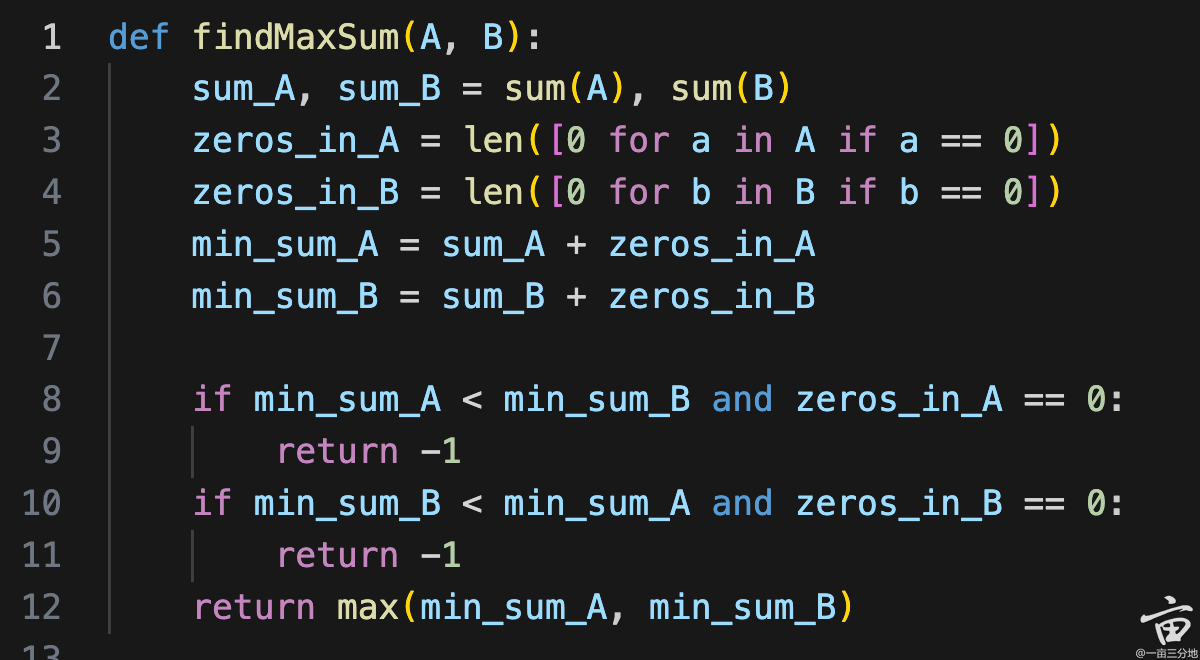 1 def findMaxSum(A, B):
2     sum_A, sum_B = sum(A), sum(B)
3     zeros_in_A = len([0 for a in A if a == 0])
4     zeros_in_B = len([0 for b in B if b == 0])
5     min_sum_A = sum_A + zeros_in_A
6     min_sum_B = sum_B + zeros_in_B
7
8     if min_sum_A < min_sum_B and zeros_in_A == 0:
9         return -1
10     if min_sum_B < min_sum_A and zeros_in_B == 0:
11         return -1
12     return max(min_sum_A, min_sum_B)
13
亩
@一亩三分地